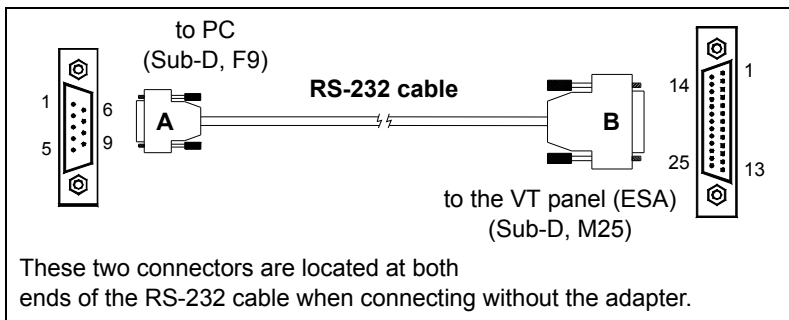 to PC
(Sub-D, F9)
RS-232 cable
1
6
5
9
A
B
14
1
25
13
to the VT panel (ESA)
(Sub-D, M25)
These two connectors are located at both
ends of the RS-232 cable when connecting without the adapter.